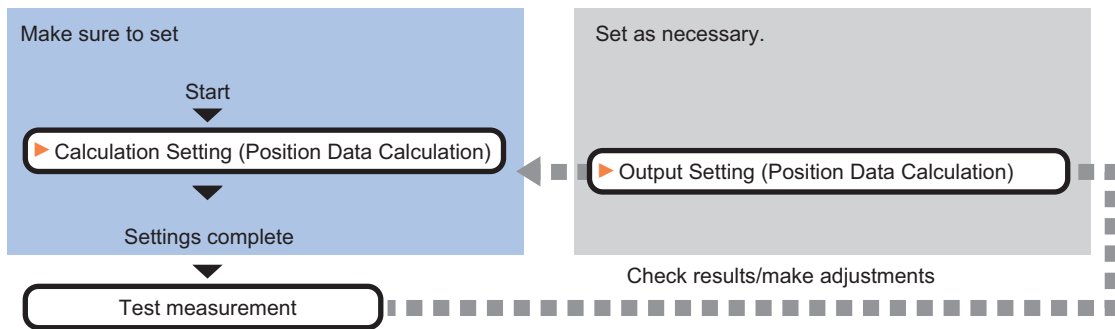 Make sure to set
Start
Calculation Setting (Position Data Calculation)
Settings complete
Test measurement
Set as necessary.
Output Setting (Position Data Calculation)
Check results/make adjustments